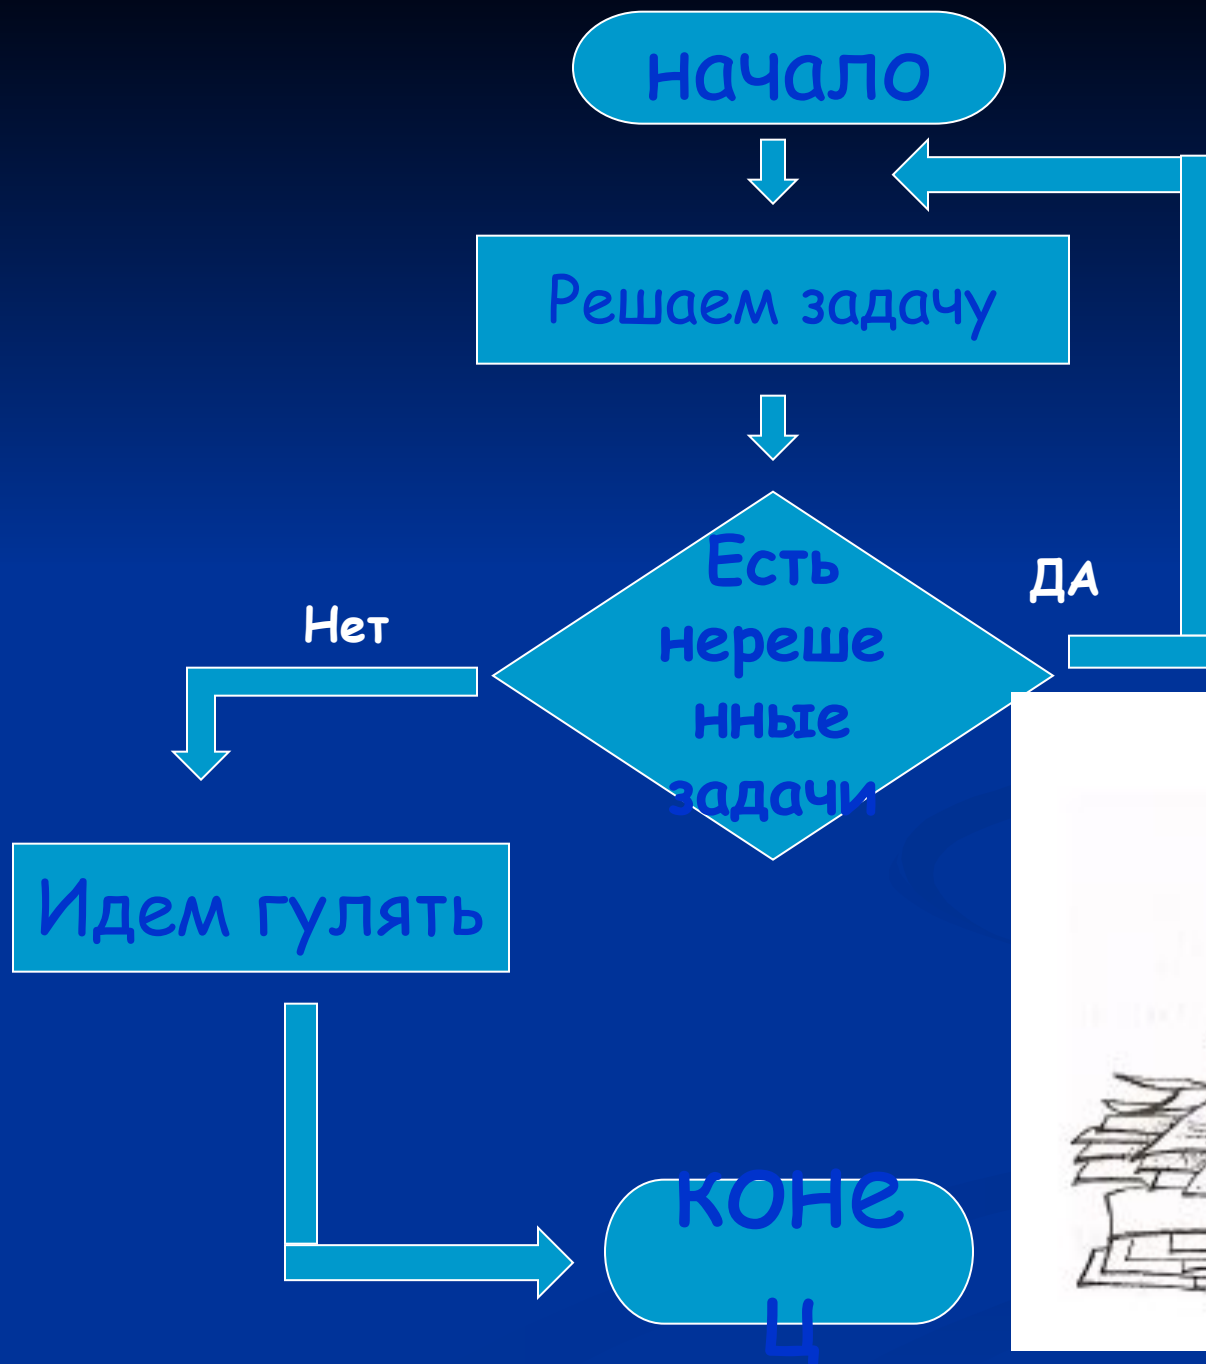 начало
Решаем задачу
Есть
нереше
нные
задачи
ДА
Нет
Идем гулять
коне
ц